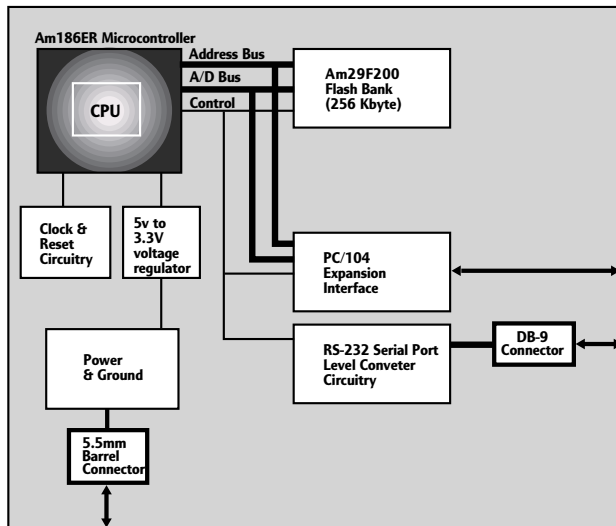 Am186ER Microcontroller
CPU
Address Bus
A/D Bus
Control
Am29F200
Flash Bank
(256 Kbyte)
Clock &
Reset
Circuitry
5v to
3.3V
voltage
regulator
PC/104
Expansion
Interface
Power
& Ground
RS-232 Serial Port
Level Conveter
Circuitry
DB-9
Connector
5.5mm
Barrel
Connector